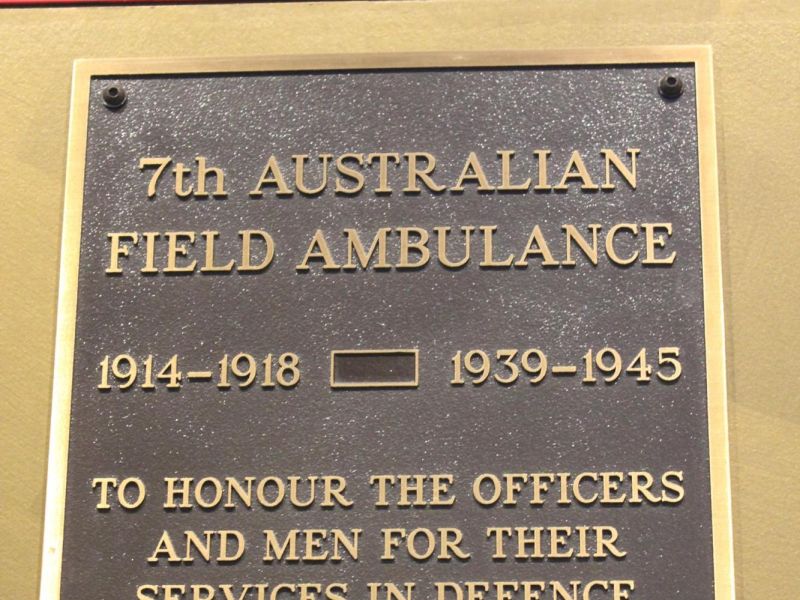 7th AUSTRALIAN
FIELD AMBULANCE
1914–1918 1939–1945
TO HONOUR THE OFFICERS
AND MEN FOR THEIR
SERVICES IN DEFENCE